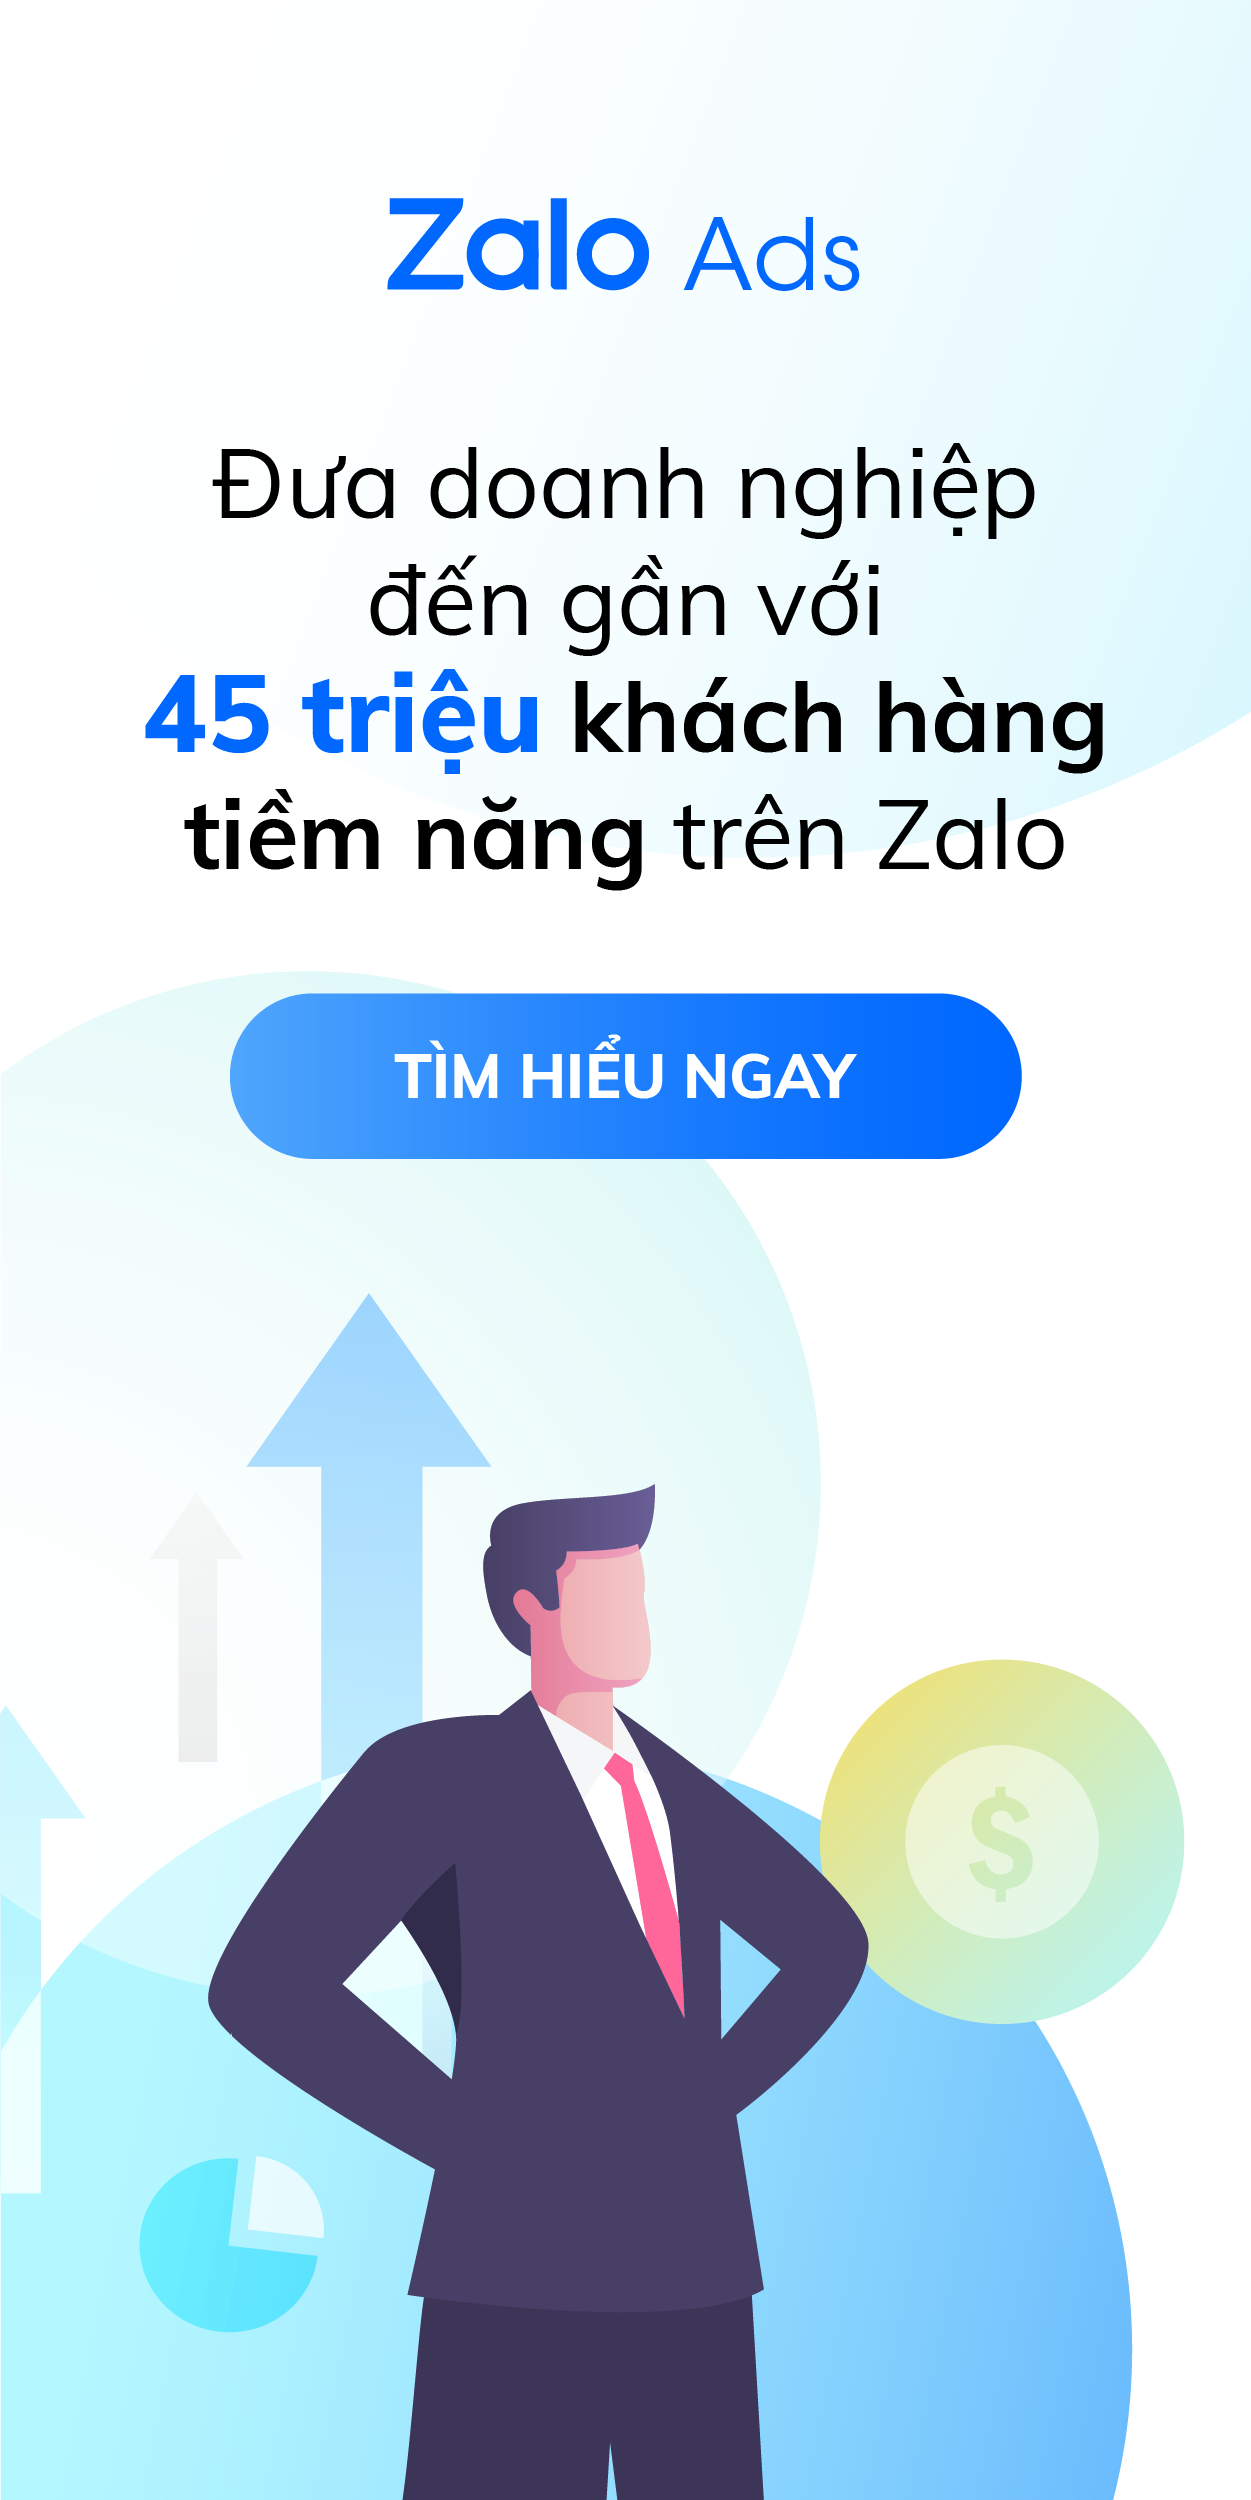 Zalo Ads
Đưa doanh nghiệp
đến gần với
45 triệu khách hàng
tiềm năng trên Zalo
TÌM HIỂU NGAY
$